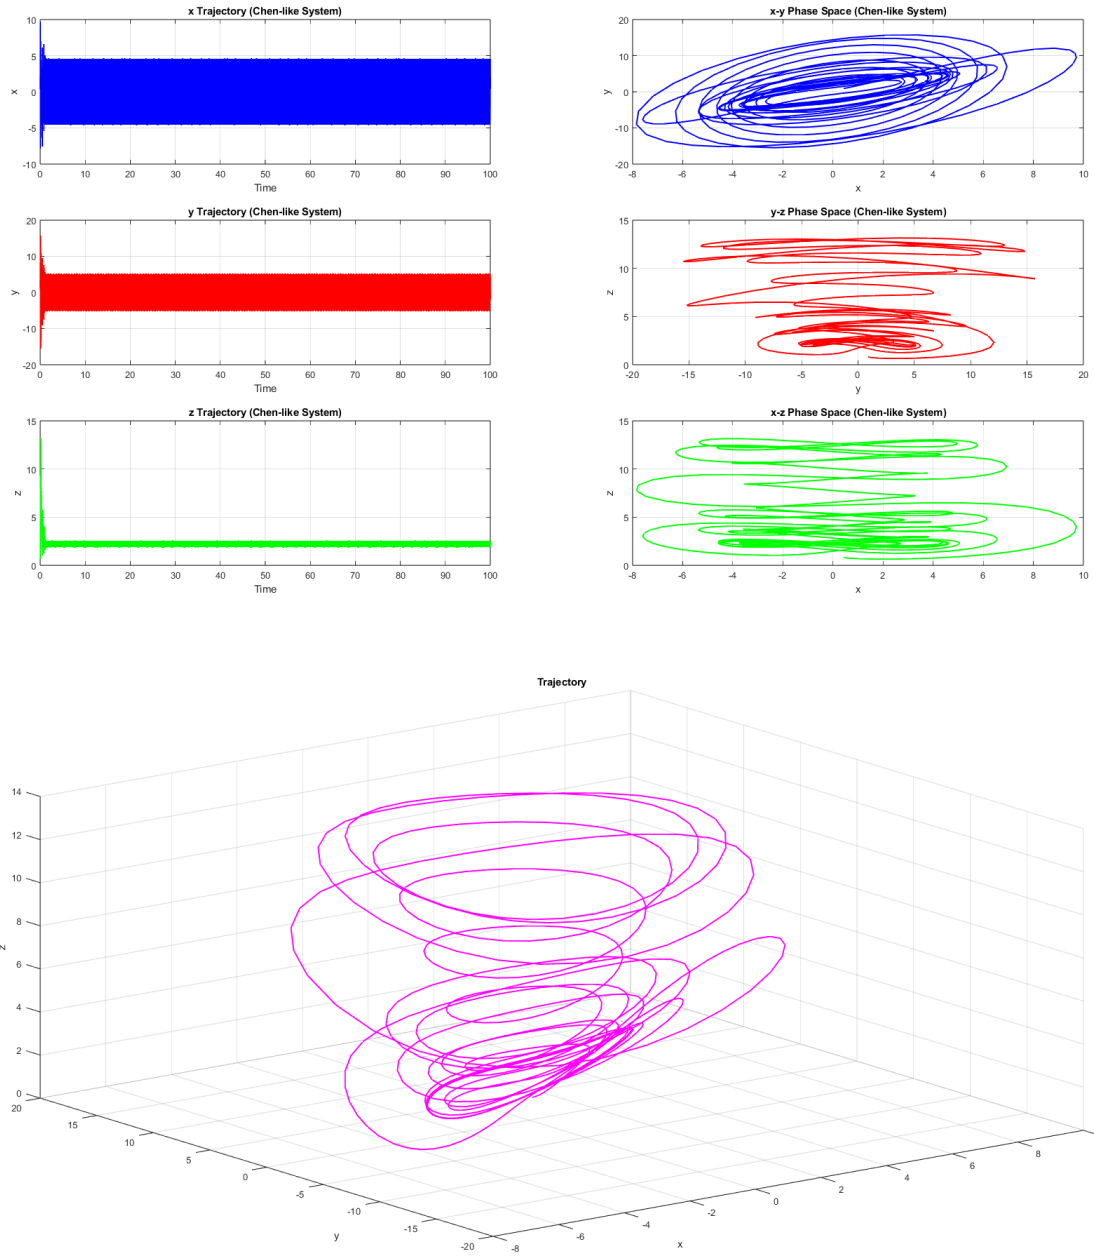 x Trajectory (Chen-like System)
10
5
0
-5
-10
x
0 10 20 30 40 50 60 70 80 90 100
Time
x-y Phase Space (Chen-like System)
20
10
0
-10
-20
y
-8 -6 -4 -2 0 2 4 6 8 10
x
y Trajectory (Chen-like System)
20
10
0
-10
-20
y
0 10 20 30 40 50 60 70 80 90 100
Time
y-z Phase Space (Chen-like System)
15
10
5
0
z
-20 -15 -10 -5 0 5 10 15 20
y
z Trajectory (Chen-like System)
15
10
5
0
z
0 10 20 30 40 50 60 70 80 90 100
Time
x-z Phase Space (Chen-like System)
15
10
5
0
z
-8 -6 -4 -2 0 2 4 6 8 10
x
Trajectory
14
12
10
8
6
4
2
0
z
20 15 10 5 0 -5 -10 -15 -20
y
-8 -6 -4 -2 0 2 4 6 8
x